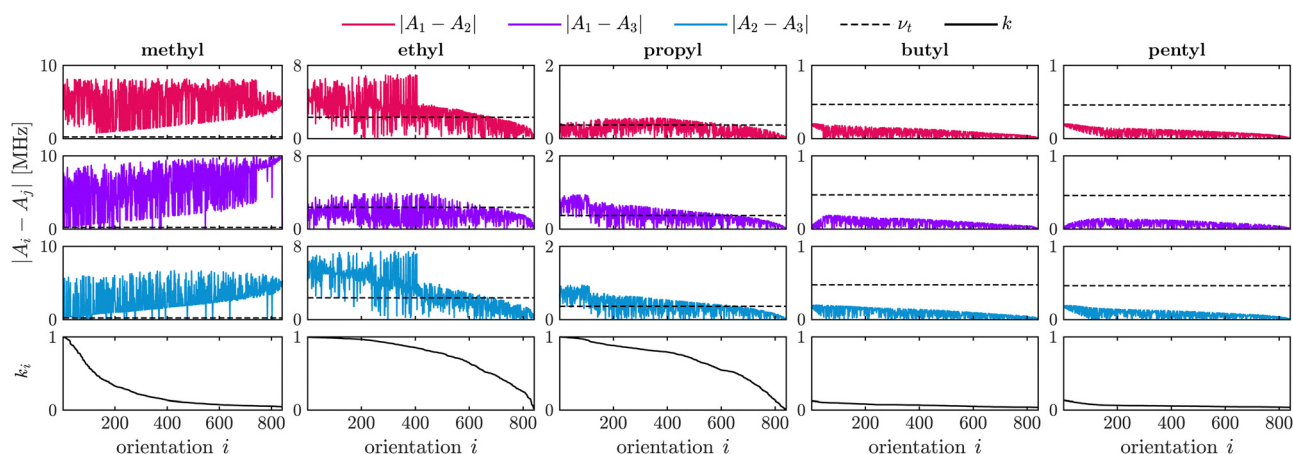 |A₁ − A₂| |A₁ − A₃| |A₂ − A₃| νₜ k
methyl ethyl propyl butyl pentyl
10 8 2 1 1
0 0 0 0 0
|Aᵢ − Aⱼ| [MHz]
10 8 2 1 1
0 0 0 0 0
10 8 2 1 1
0 0 0 0 0
kᵢ
1 1 1 1 1
0 0 0 0 0
200 400 600 800 200 400 600 800 200 400 600 800 200 400 600 800 200 400 600 800
orientation i orientation i orientation i orientation i orientation i